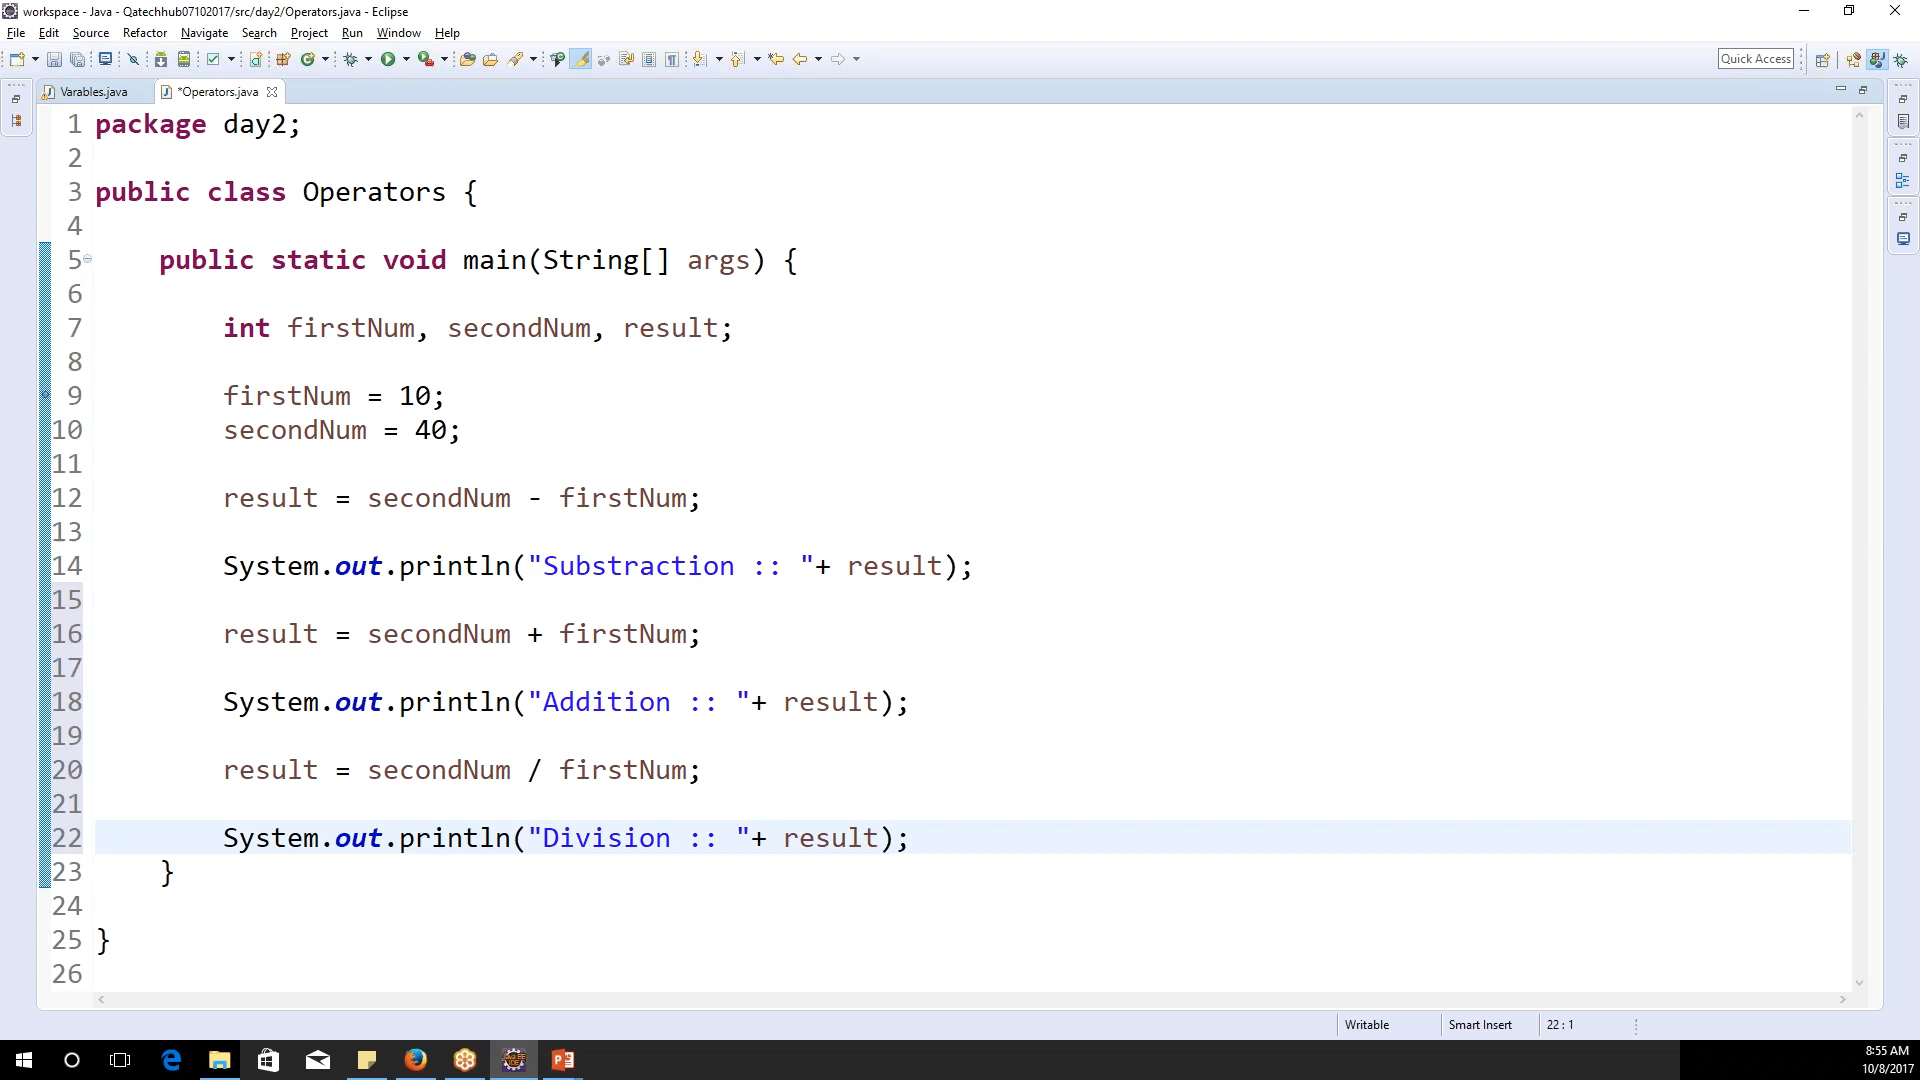 workspace - Java - Qatechhub07102017/src/day2/Operators.java - Eclipse
File Edit Source Refactor Navigate Search Project Run Window Help
Quick Access
Varables.java *Operators.java
1 package day2;
2
3 public class Operators {
4
5 public static void main(String[] args) {
6
7 int firstNum, secondNum, result;
8
9 firstNum = 10;
10 secondNum = 40;
11
12 result = secondNum - firstNum;
13
14 System.out.println("Substraction :: "+ result);
15
16 result = secondNum + firstNum;
17
18 System.out.println("Addition :: "+ result);
19
20 result = secondNum / firstNum;
21
22 System.out.println("Division :: "+ result);
23 }
24
25 }
26
Writable Smart Insert 22 : 1
8:55 AM
10/8/2017